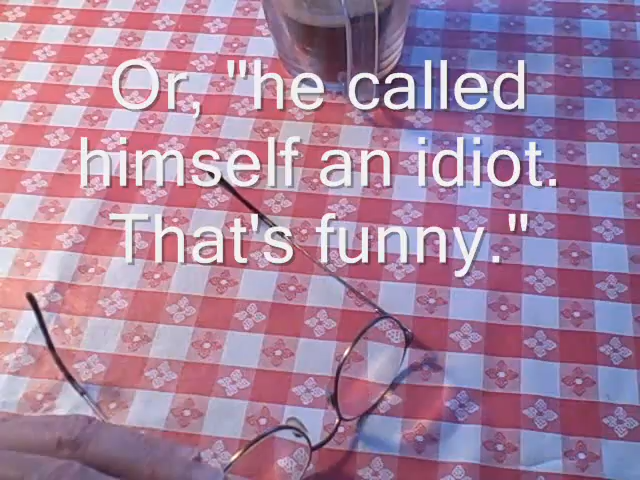 Or, "he called
himself an idiot.
That's funny."